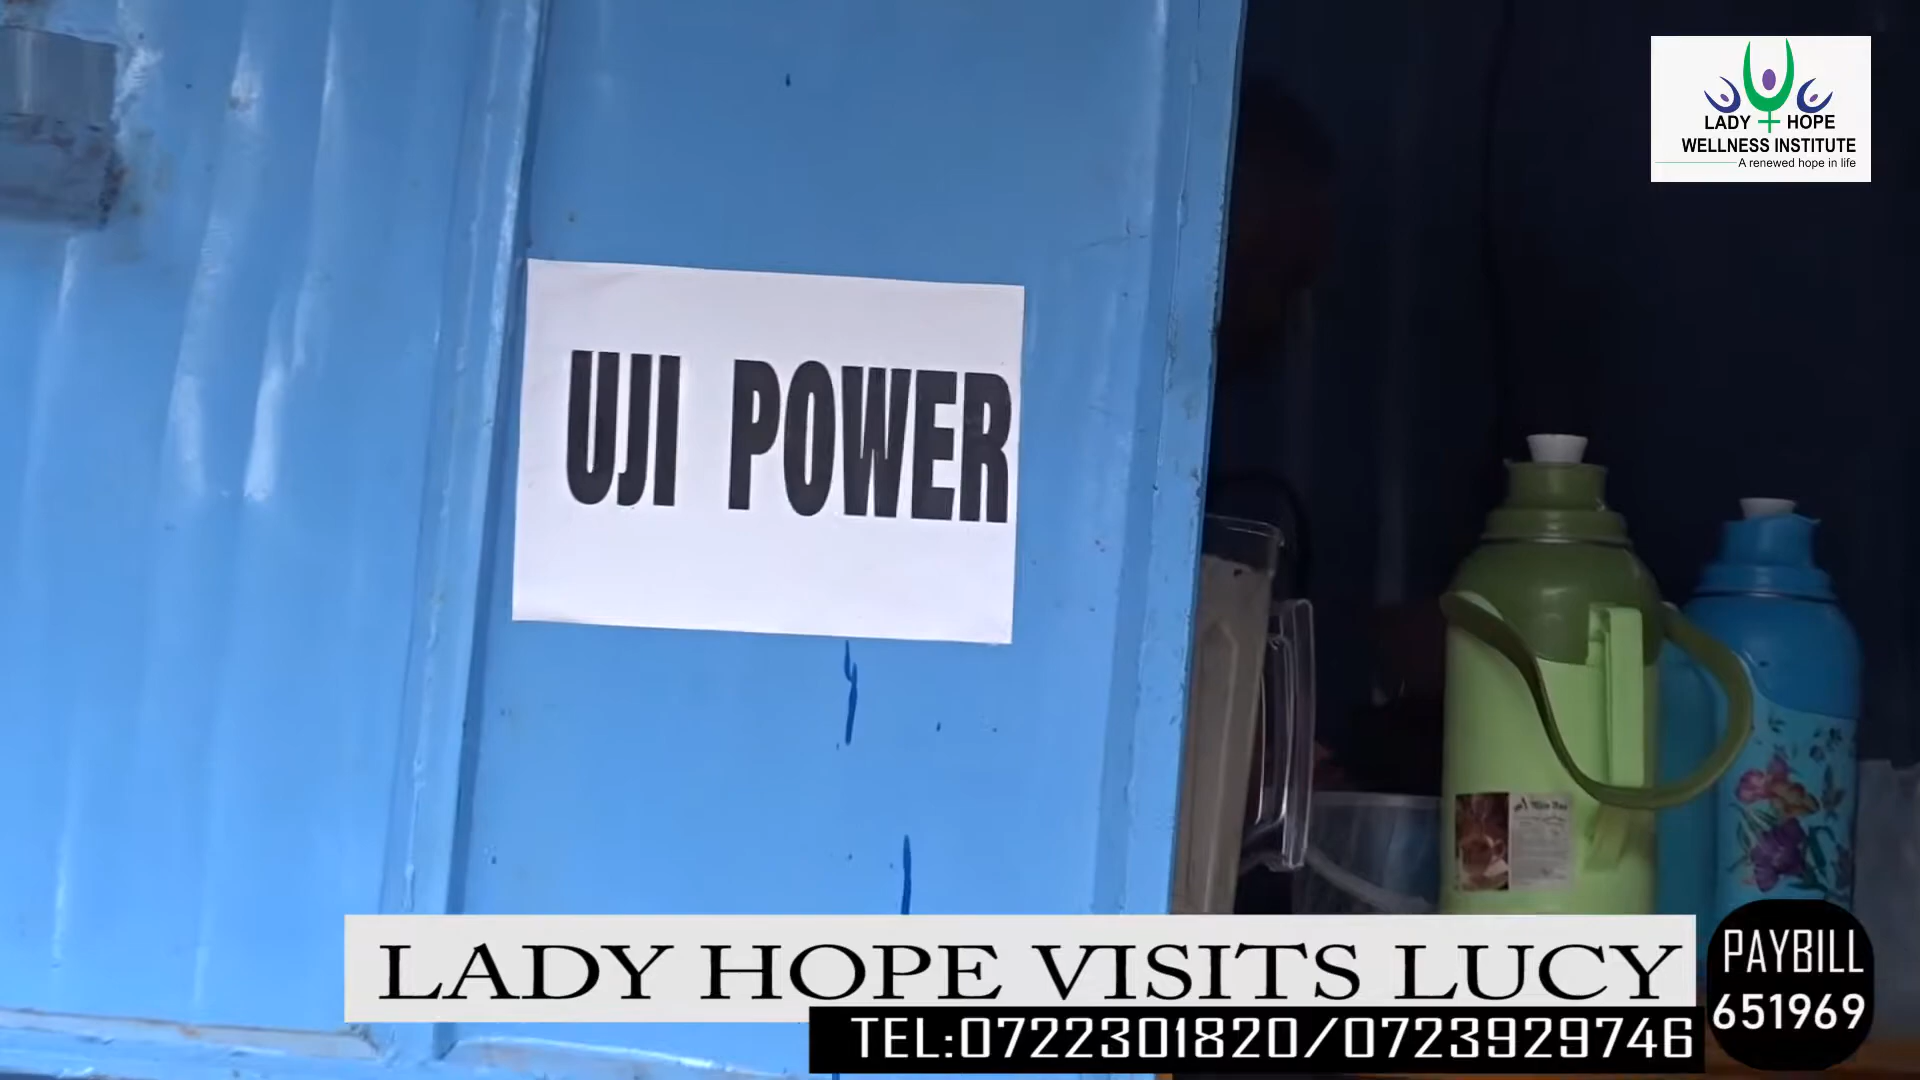 LADY HOPE
WELLNESS INSTITUTE
A renewed hope in life
UJI POWER
LADY HOPE VISITS LUCY
TEL:0722301820/0723929746
PAYBILL
651969